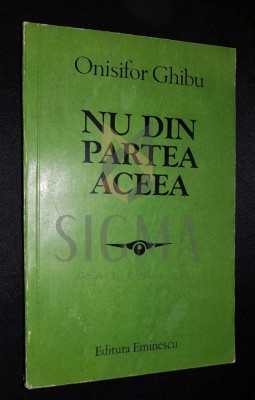 Onisifor Ghibu
NU DIN
PARTEA
ACEEA
SIGMA
Editura Eminescu